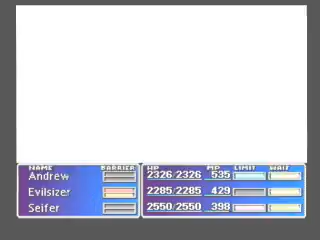 NAME BARRIER HP MP LIMIT WAIT
Andrew 2326/2326 535
Evilsizer 2285/2285 429
Seifer 2550/2550 398